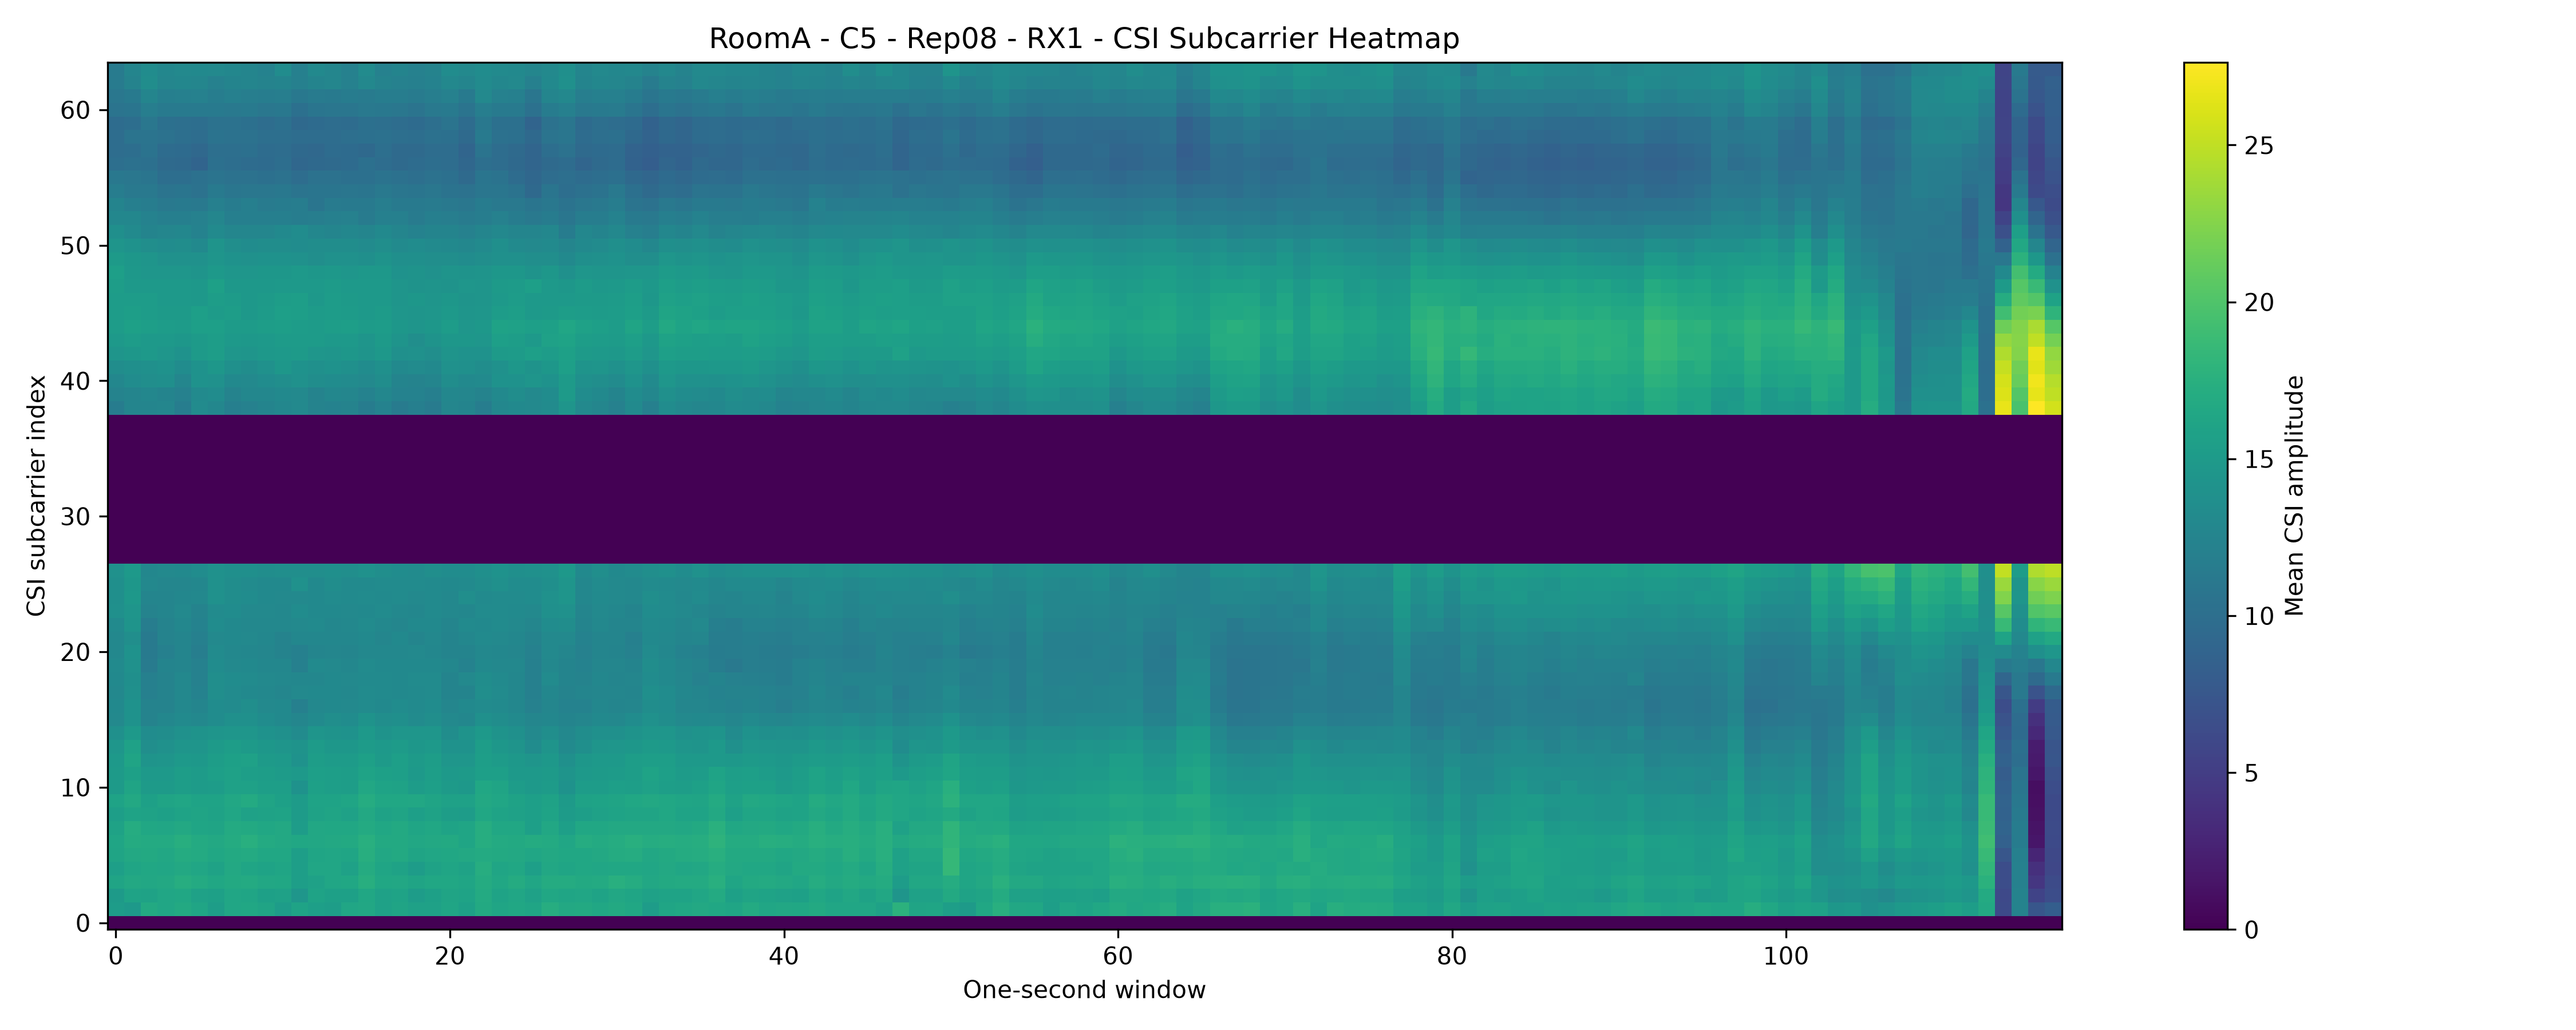 RoomA - C5 - Rep08 - RX1 - CSI Subcarrier Heatmap
CSI subcarrier index
60
50
40
30
20
10
0
0 20 40 60 80 100
One-second window
25
20
15
10
5
0
Mean CSI amplitude